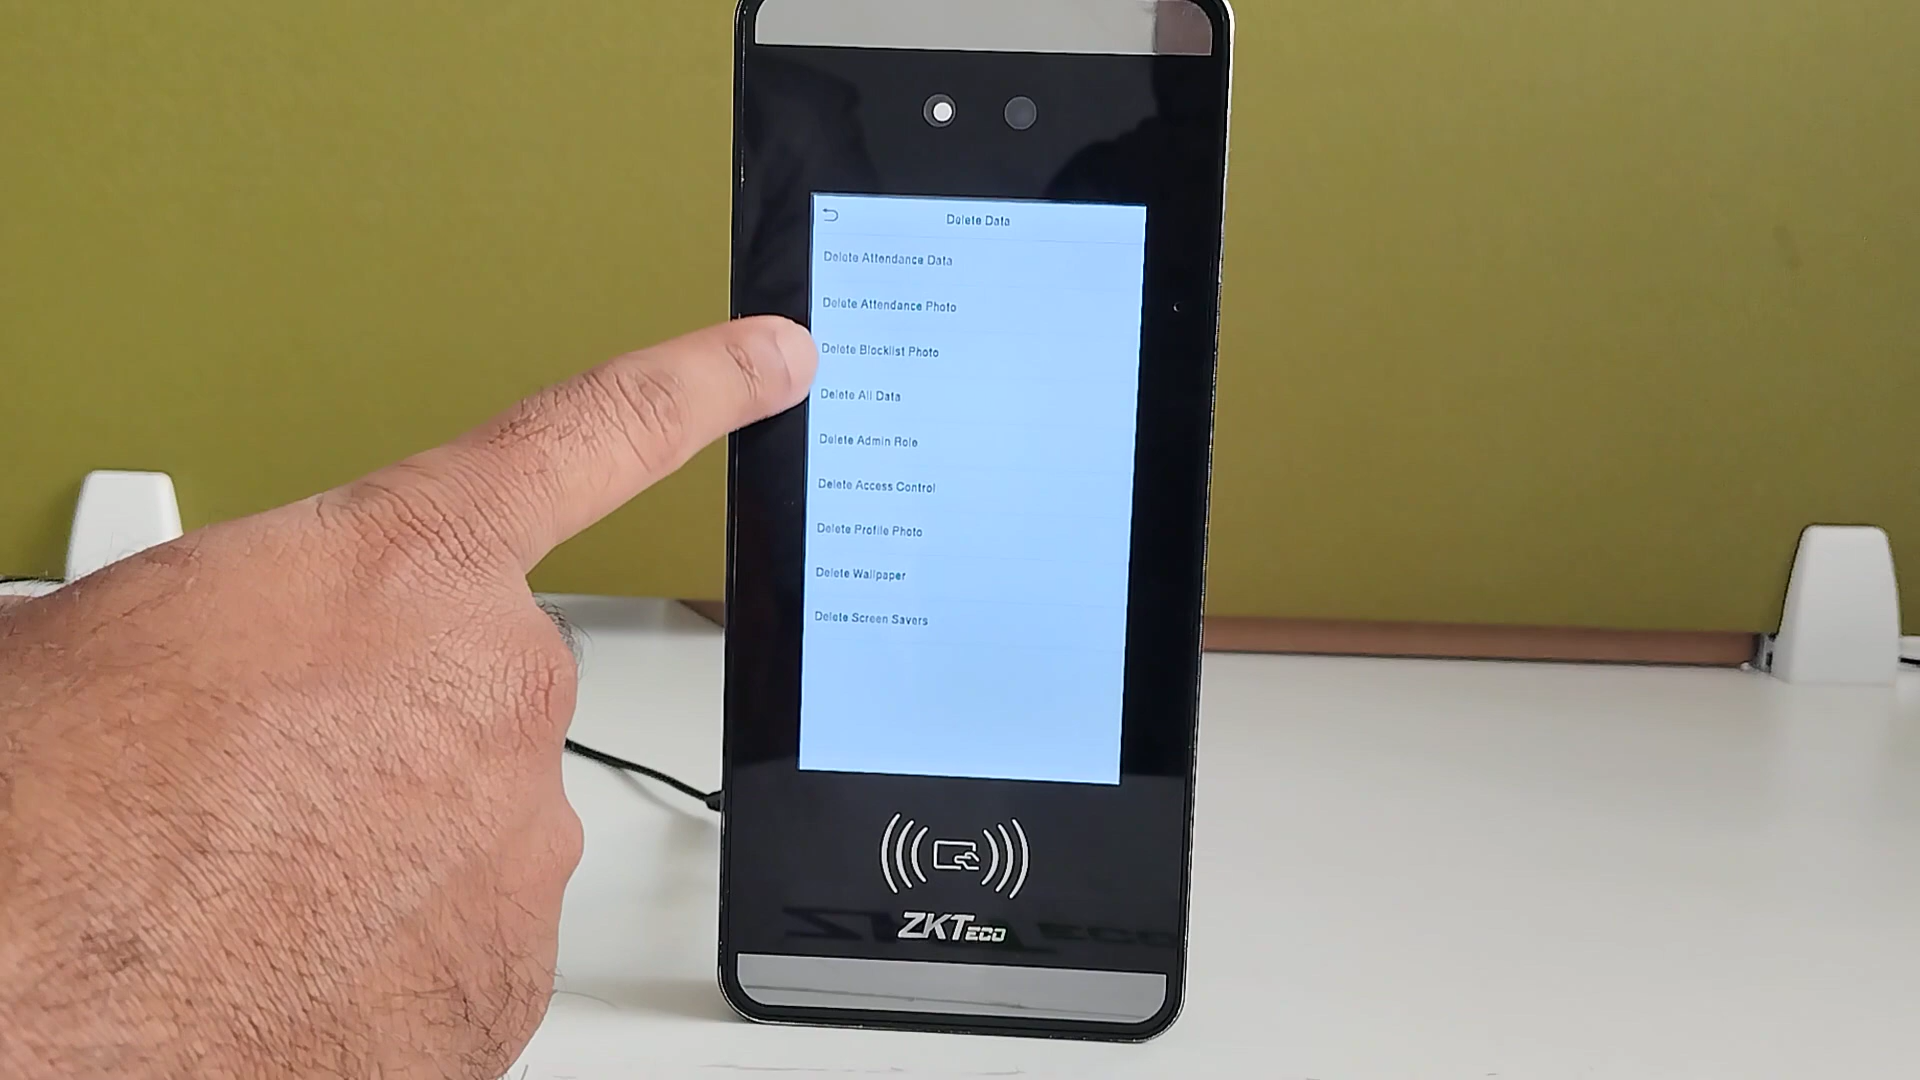 Delete Data
Delete Attendance Data
Delete Attendance Photo
Delete Blocklist Photo
Delete All Data
Delete Admin Role
Delete Access Control
Delete Profile Photo
Delete Wallpaper
Delete Screen Savers
ZKTECO